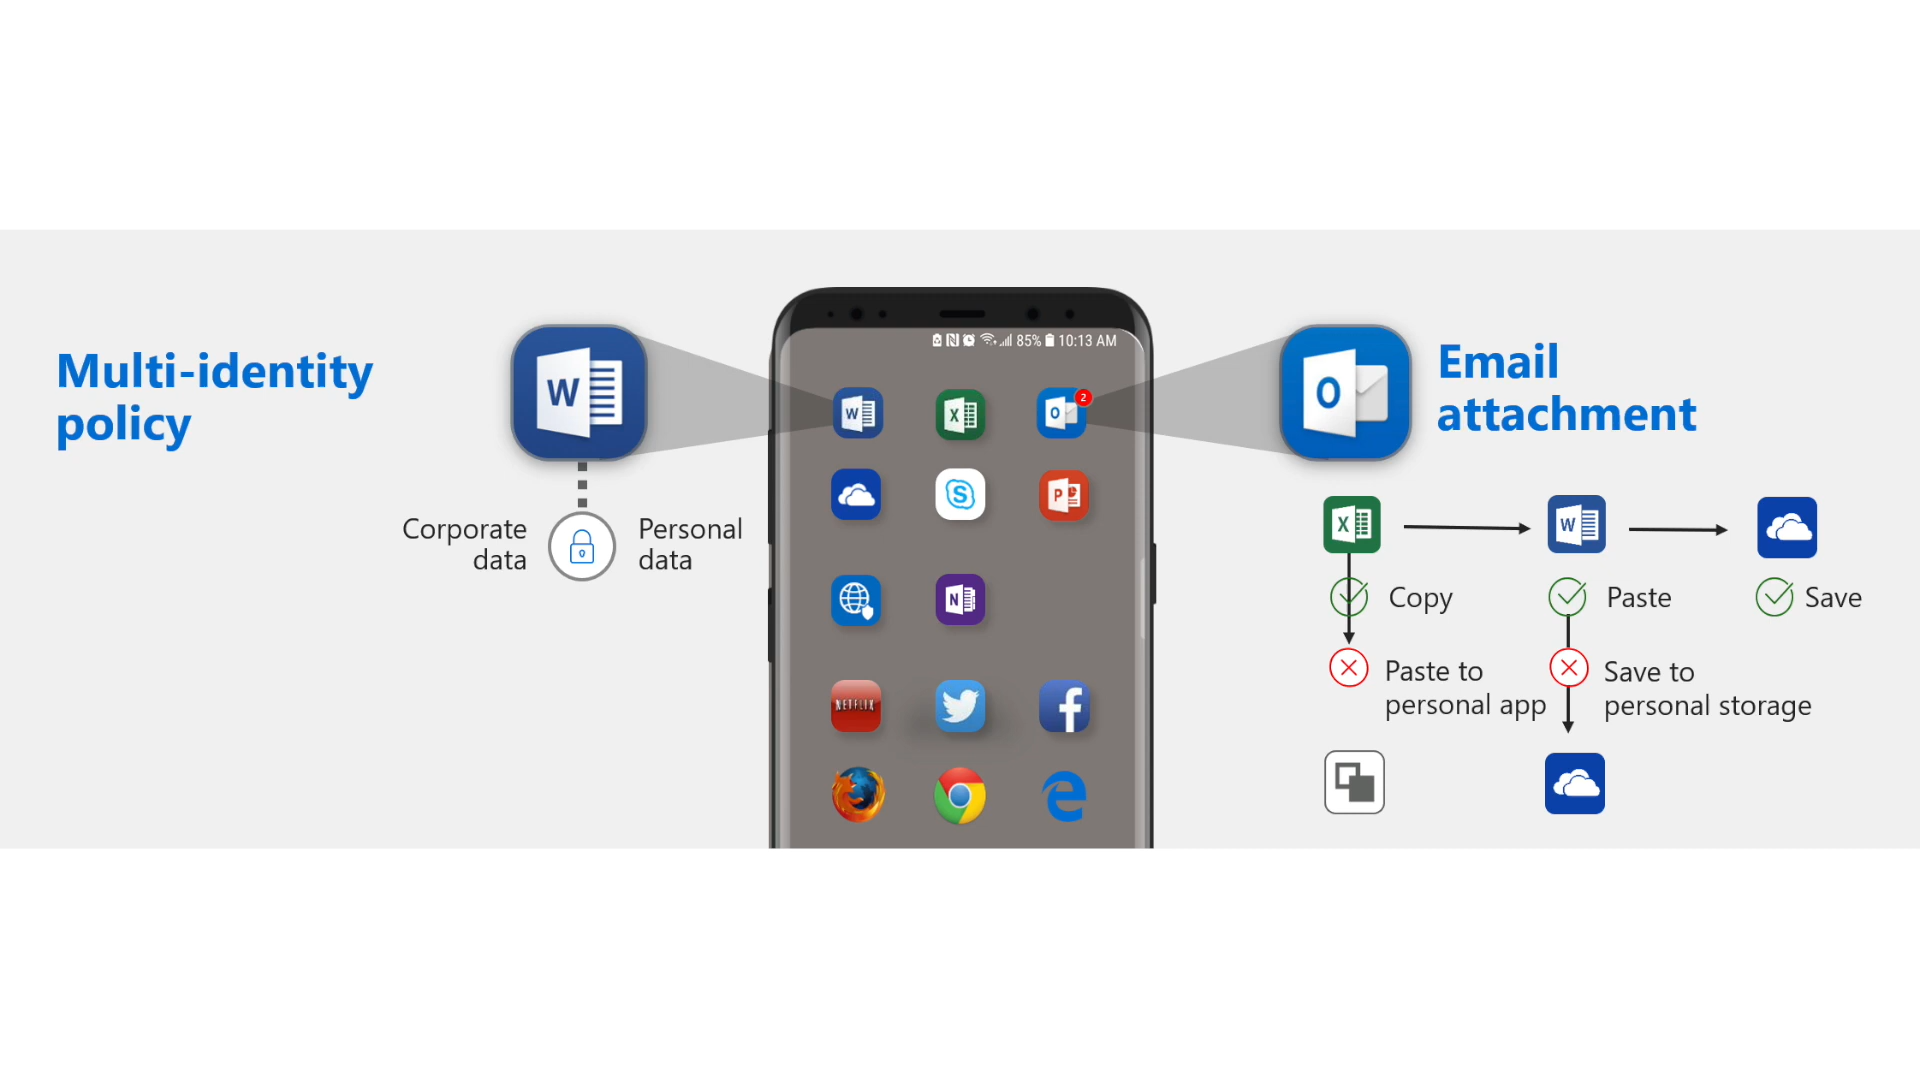 Multi-identity
policy
W
Corporate
data
Personal
data
85% 10:13 AM
W
X
O
2
S
P
N
NETFLIX
f
O
Email
attachment
X
W
Copy
Paste
Save
Paste to
personal app
Save to
personal storage